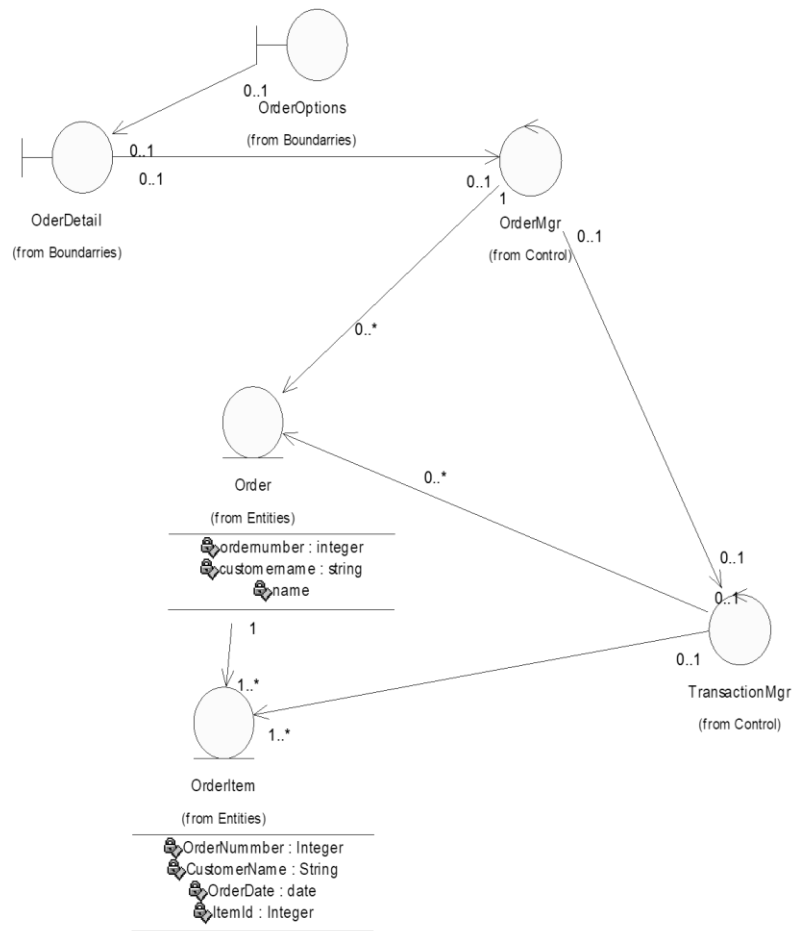 0..1
OrderOptions
(from Boundarries)
0..1
0..1
OderDetail
(from Boundarries)
0..1
1
OrderMgr
(from Control)
0..1
0..*
Order
(from Entities)
ordernumber : integer
customername : string
name
0..*
0..1
0..1
TransactionMgr
(from Control)
0..1
1
1..*
1..*
OrderItem
(from Entities)
OrderNummber : Integer
CustomerName : String
OrderDate : date
ItemId : Integer